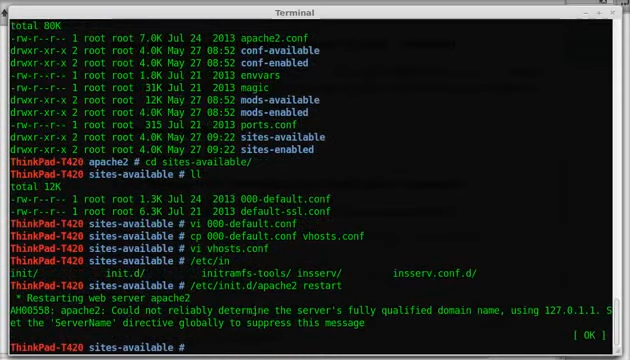 Terminal
total 80K
-rw-r--r-- 1 root root 7.0K Jul 24  2013 apache2.conf
drwxr-xr-x 2 root root 4.0K May 27 08:52 conf-available
drwxr-xr-x 2 root root 4.0K May 27 08:52 conf-enabled
-rw-r--r-- 1 root root 1.8K Jul 21  2013 envvars
-rw-r--r-- 1 root root  31K Jul 21  2013 magic
drwxr-xr-x 2 root root  12K May 27 08:52 mods-available
drwxr-xr-x 2 root root 4.0K May 27 08:52 mods-enabled
-rw-r--r-- 1 root root  315 Jul 21  2013 ports.conf
drwxr-xr-x 2 root root 4.0K May 27 09:22 sites-available
drwxr-xr-x 2 root root 4.0K May 27 09:22 sites-enabled
ThinkPad-T420 apache2 # cd sites-available/
ThinkPad-T420 sites-available # ll
total 12K
-rw-r--r-- 1 root root 1.3K Jul 24  2013 000-default.conf
-rw-r--r-- 1 root root 6.3K Jul 21  2013 default-ssl.conf
ThinkPad-T420 sites-available # vi 000-default.conf
ThinkPad-T420 sites-available # cp 000-default.conf vhosts.conf
ThinkPad-T420 sites-available # vi vhosts.conf
ThinkPad-T420 sites-available # /etc/in
init/ init.d/ initramfs-tools/ insserv/ insserv.conf.d/
ThinkPad-T420 sites-available # /etc/init.d/apache2 restart
 * Restarting web server apache2
AH00558: apache2: Could not reliably determine the server's fully qualified domain name, using 127.0.1.1. S
et the 'ServerName' directive globally to suppress this message
[ OK ]
ThinkPad-T420 sites-available #